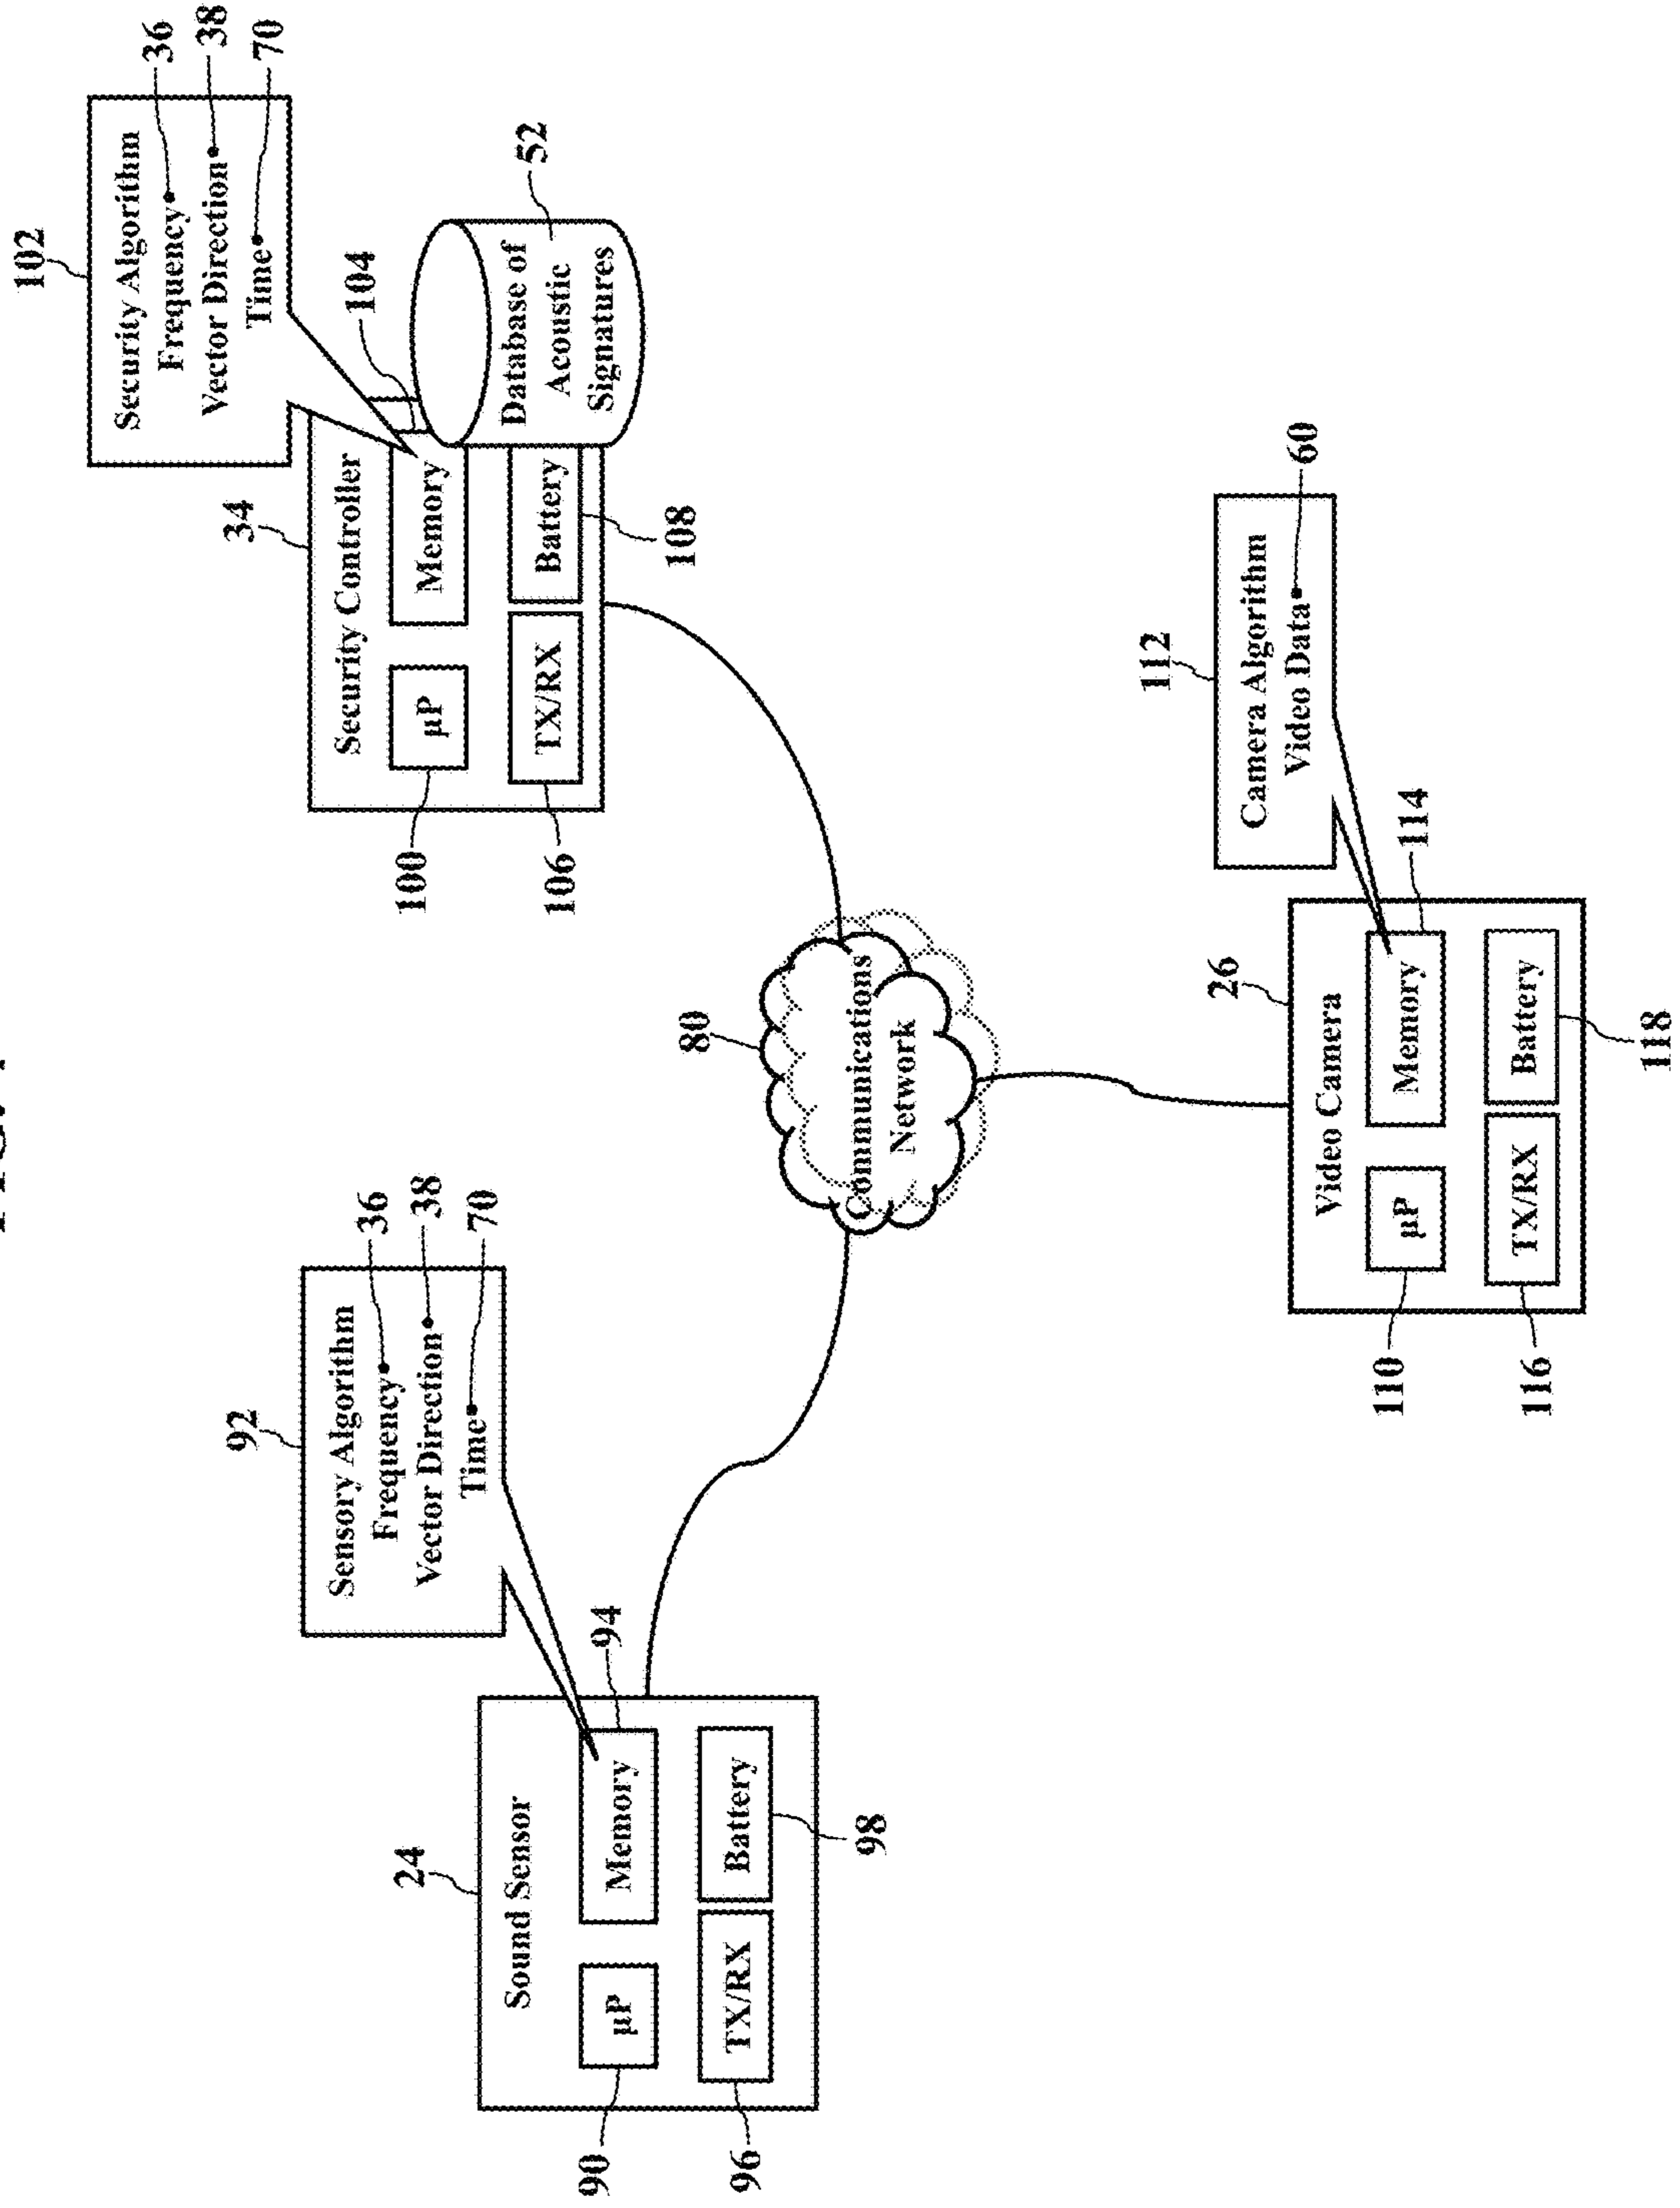 92
Sensory Algorithm
Frequency
Vector Direction
Time
36
38
70
24
Sound Sensor
µP
Memory
TX/RX
Battery
90
94
96
98
102
Security Algorithm
Frequency
Vector Direction
Time
36
38
70
34
Security Controller
µP
Memory
TX/RX
Battery
100
104
106
108
Database of
Acoustic
Signatures
52
80
Communications
Network
112
Camera Algorithm
Video Data
60
26
Video Camera
µP
Memory
TX/RX
Battery
110
114
116
118